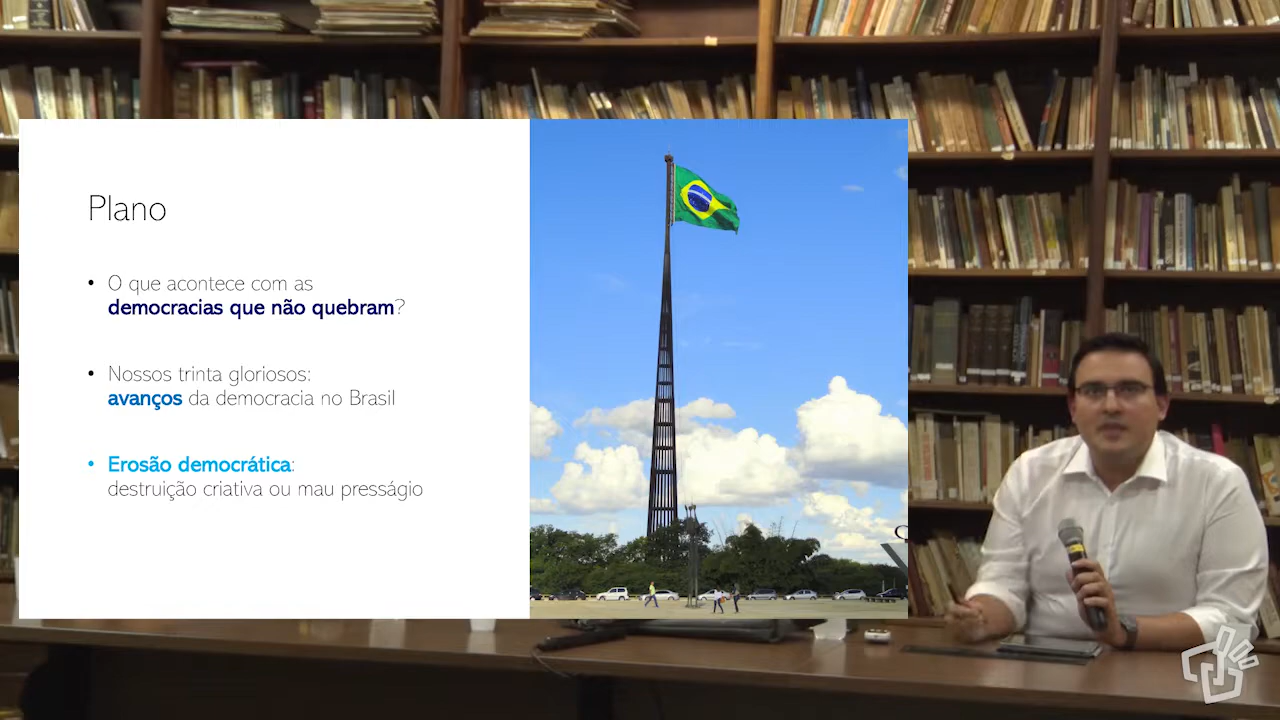 Plano
• O que acontece com as
democracias que não quebram?
• Nossos trinta gloriosos:
avanços da democracia no Brasil
• Erosão democrática:
destruição criativa ou mau presságio